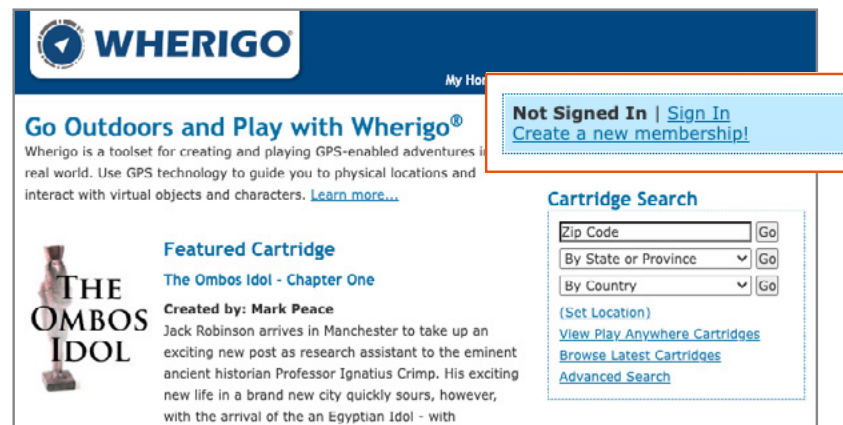 WHERIGO
My Ho
Not Signed In | Sign In
Create a new membership!
Go Outdoors and Play with Wherigo®
Wherigo is a toolset for creating and playing GPS-enabled adventures i
real world. Use GPS technology to guide you to physical locations and
interact with virtual objects and characters. Learn more...
Featured Cartridge
The Ombos Idol - Chapter One
THE
OMBOS
IDOL
Created by: Mark Peace
Jack Robinson arrives in Manchester to take up an
exciting new post as research assistant to the eminent
ancient historian Professor Ignatius Crimp. His exciting
new life in a brand new city quickly sours, however,
with the arrival of the an Egyptian Idol - with
Cartridge Search
Zip Code Go
By State or Province Go
By Country Go
(Set Location)
View Play Anywhere Cartridges
Browse Latest Cartridges
Advanced Search